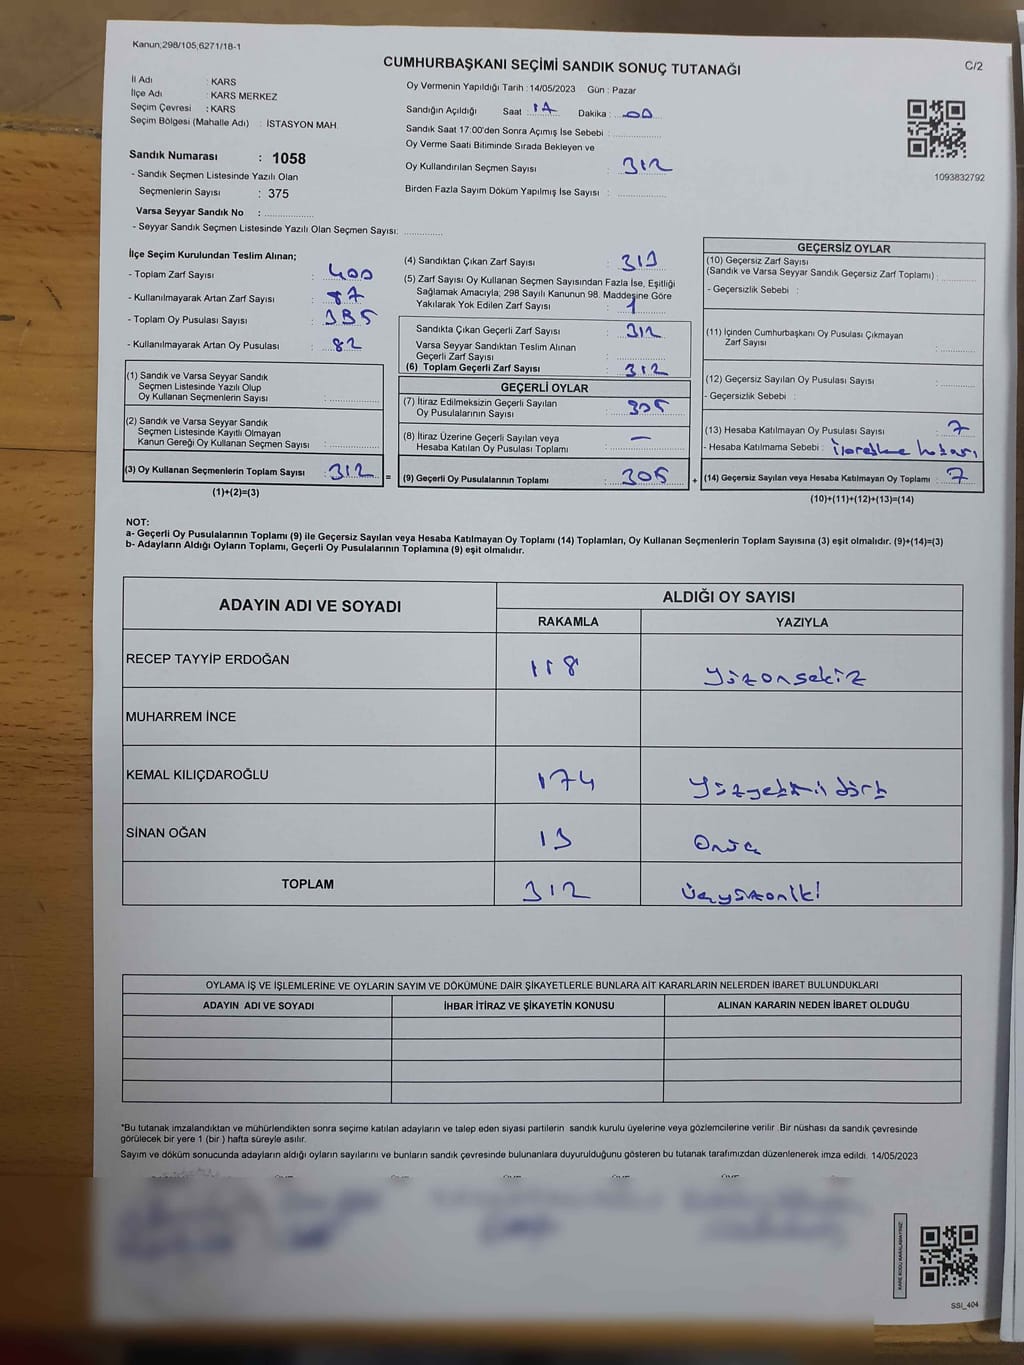 Kanun;298/105,6271/18-1
CUMHURBAŞKANI SEÇİMİ SANDIK SONUÇ TUTANAĞI
C/2
İl Adı : KARS
İlçe Adı : KARS MERKEZ
Seçim Çevresi : KARS
Seçim Bölgesi (Mahalle Adı) : İSTASYON MAH.
Sandık Numarası : 1058
- Sandık Seçmen Listesinde Yazılı Olan
Seçmenlerin Sayısı : 375
Varsa Seyyar Sandık No :
- Seyyar Sandık Seçmen Listesinde Yazılı Olan Seçmen Sayısı:
Oy Vermenin Yapıldığı Tarih : 14/05/2023 Gün : Pazar
Sandığın Açıldığı Saat : Dakika : 00
Sandık Saat 17:00'den Sonra Açımış İse Sebebi :
Oy Verme Saati Bitiminde Sırada Bekleyen ve
Oy Kullandırılan Seçmen Sayısı : 312
Birden Fazla Sayım Döküm Yapılmış İse Sayısı :
1093832792
İlçe Seçim Kurulundan Teslim Alınan;
- Toplam Zarf Sayısı : 400
- Kullanılmayarak Artan Zarf Sayısı : 87
- Toplam Oy Pusulası Sayısı :
- Kullanılmayarak Artan Oy Pusulası : 82
(1) Sandık ve Varsa Seyyar Sandık
Seçmen Listesinde Yazılı Olup
Oy Kullanan Seçmenlerin Sayısı :
(2) Sandık ve Varsa Seyyar Sandık
Seçmen Listesinde Kayıtlı Olmayan
Kanun Gereği Oy Kullanan Seçmen Sayısı :
(3) Oy Kullanan Seçmenlerin Toplam Sayısı : 312 =
(1)+(2)=(3)
(4) Sandıktan Çıkan Zarf Sayısı : 313
(5) Zarf Sayısı Oy Kullanan Seçmen Sayısından Fazla İse, Eşitliği
Sağlamak Amacıyla; 298 Sayılı Kanunun 98. Maddesine Göre
Yakılarak Yok Edilen Zarf Sayısı : 1
Sandıkta Çıkan Geçerli Zarf Sayısı : 312
Varsa Seyyar Sandıktan Teslim Alınan
Geçerli Zarf Sayısı :
(6) Toplam Geçerli Zarf Sayısı : 312
GEÇERLİ OYLAR
(7) İtiraz Edilmeksizin Geçerli Sayılan
Oy Pusulalarının Sayısı : 305
(8) İtiraz Üzerine Geçerli Sayılan veya
Hesaba Katılan Oy Pusulası Toplamı : —
(9) Geçerli Oy Pusulalarının Toplamı : 305 +
GEÇERSİZ OYLAR
(10) Geçersiz Zarf Sayısı
(Sandık ve Varsa Seyyar Sandık Geçersiz Zarf Toplamı) :
- Geçersizlik Sebebi :
(11) İçinden Cumhurbaşkanı Oy Pusulası Çıkmayan
Zarf Sayısı :
(12) Geçersiz Sayılan Oy Pusulası Sayısı :
- Geçersizlik Sebebi :
(13) Hesaba Katılmayan Oy Pusulası Sayısı : 7
- Hesaba Katılmama Sebebi : hatası
(14) Geçersiz Sayılan veya Hesaba Katılmayan Oy Toplamı : 7
(10)+(11)+(12)+(13)=(14)
NOT:
a- Geçerli Oy Pusulalarının Toplamı (9) ile Geçersiz Sayılan veya Hesaba Katılmayan Oy Toplamı (14) Toplamları, Oy Kullanan Seçmenlerin Toplam Sayısına (3) eşit olmalıdır. (9)+(14)=(3)
b- Adayların Aldığı Oyların Toplamı, Geçerli Oy Pusulalarının Toplamına (9) eşit olmalıdır.
ADAYIN ADI VE SOYADI
ALDIĞI OY SAYISI
RAKAMLA YAZIYLA
RECEP TAYYİP ERDOĞAN 118 Yüzonsekiz
MUHARREM İNCE
KEMAL KILIÇDAROĞLU 174 Yüzyetmiş dört
SİNAN OĞAN 13 Onüç
TOPLAM 312 Üçyüzoniki
OYLAMA İŞ VE İŞLEMLERİNE VE OYLARIN SAYIM VE DÖKÜMÜNE DAİR ŞİKAYETLERLE BUNLARA AİT KARARLARIN NELERDEN İBARET BULUNDUKLARI
ADAYIN ADI VE SOYADI İHBAR İTİRAZ VE ŞİKAYETİN KONUSU ALINAN KARARIN NEDEN İBARET OLDUĞU
*Bu tutanak imzalandıktan ve mühürlendikten sonra seçime katılan adayların ve talep eden siyasi partilerin sandık kurulu üyelerine veya gözlemcilerine verilir .Bir nüshası da sandık çevresinde
görülecek bir yere 1 (bir ) hafta süreyle asılır.
Sayım ve döküm sonucunda adayların aldığı oyların sayılarını ve bunların sandık çevresinde bulunanlara duyurulduğunu gösteren bu tutanak tarafımızdan düzenlenerek imza edildi. 14/05/2023
SSİ_404